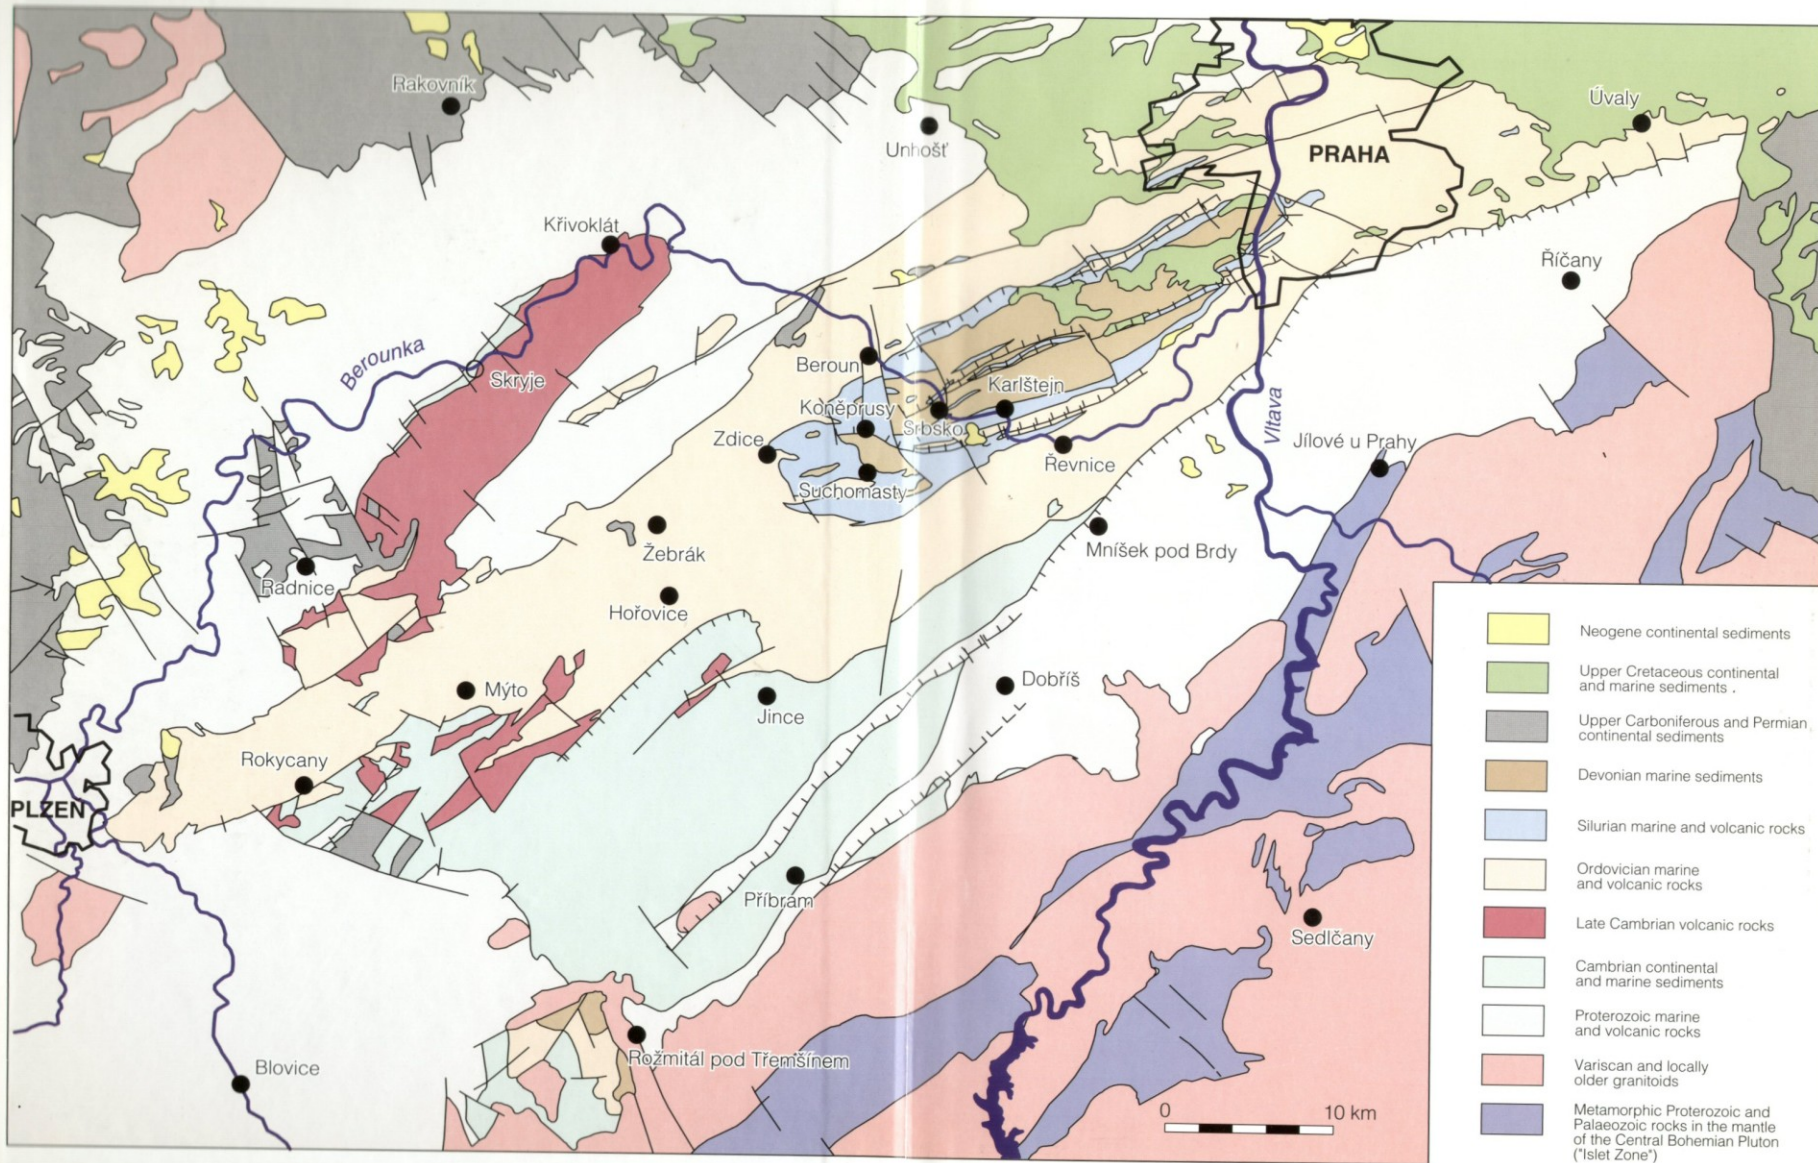 Rakovník
Unhošť
Úvaly
PRAHA
Křivoklát
Říčany
Berounka
Skryje
Beroun
Karlštejn
Koněprusy
Srbsko
Zdice
Řevnice
Vltava
Jílové u Prahy
Suchomasty
Žebrák
Mníšek pod Brdy
Radnice
Hořovice
Mýto
Dobříš
Jince
Rokycany
PLZEŇ
Příbram
Sedlčany
Rožmitál pod Třemšínem
Blovice
0 10 km
Neogene continental sediments
Upper Cretaceous continental
and marine sediments .
Upper Carboniferous and Permian
continental sediments
Devonian marine sediments
Silurian marine and volcanic rocks
Ordovician marine
and volcanic rocks
Late Cambrian volcanic rocks
Cambrian continental
and marine sediments
Proterozoic marine
and volcanic rocks
Variscan and locally
older granitoids
Metamorphic Proterozoic and
Palaeozoic rocks in the mantle
of the Central Bohemian Pluton
("Islet Zone")